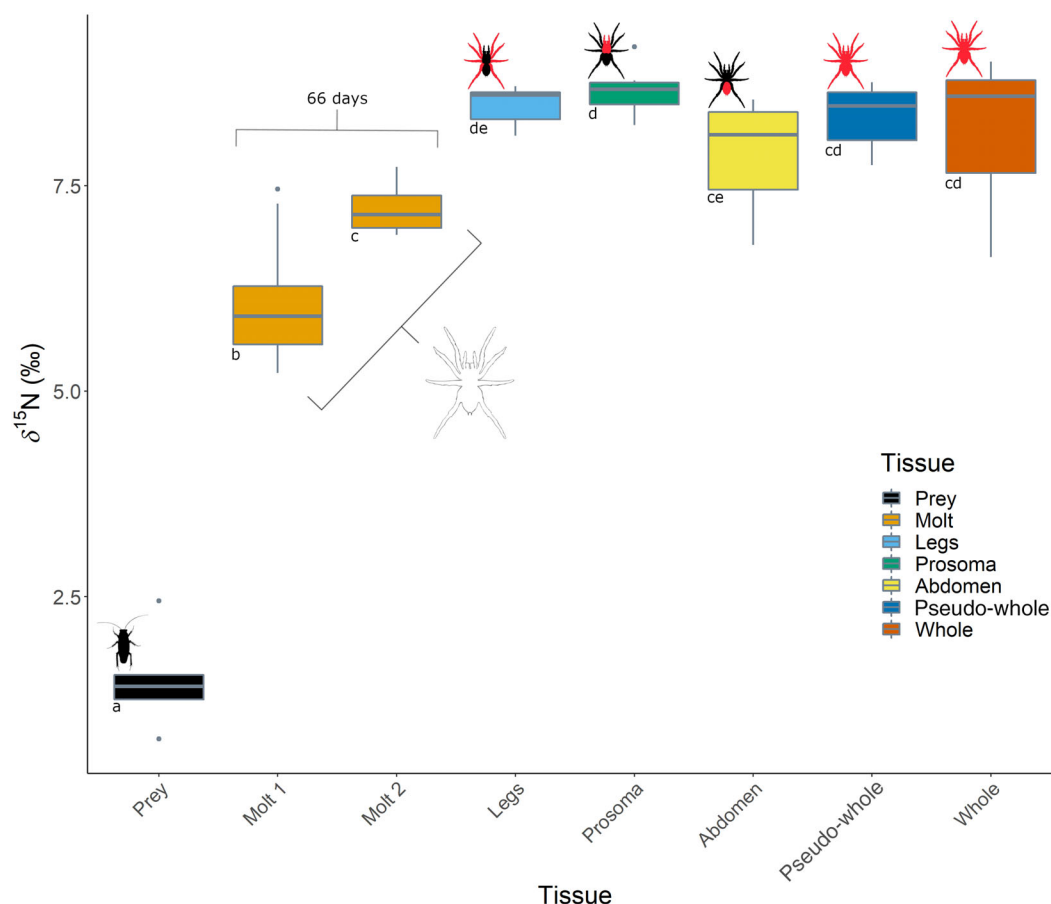 66 days
de
d
ce
cd
cd
7.5
c
b
5.0
δ¹⁵N (‰)
2.5
a
Tissue
Prey
Molt
Legs
Prosoma
Abdomen
Pseudo-whole
Whole
Prey
Molt 1
Molt 2
Legs
Prosoma
Abdomen
Pseudo-whole
Whole
Tissue